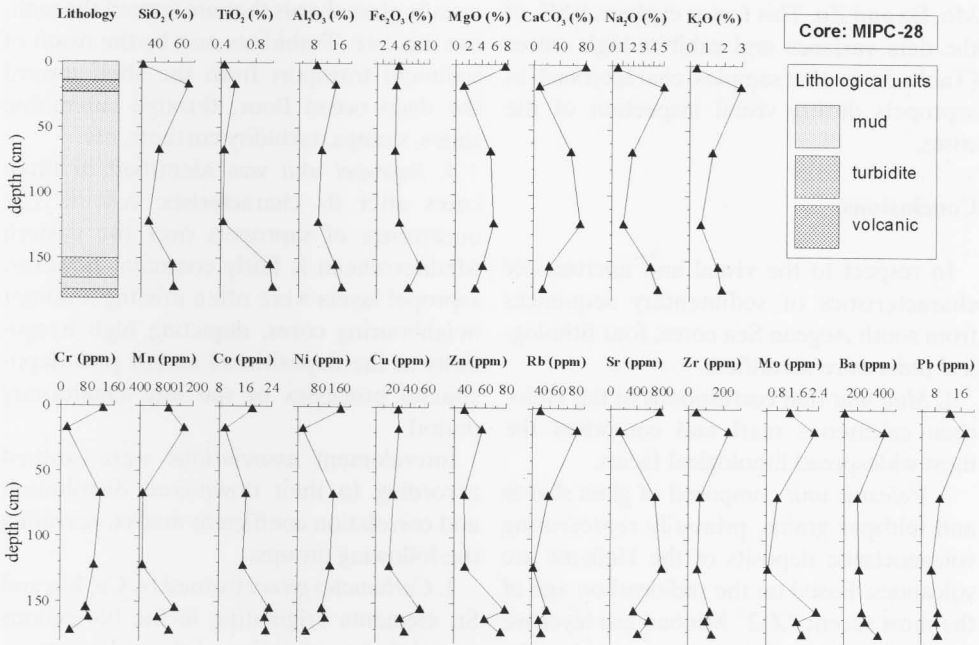 Lithology SiO₂ (%) TiO₂ (%) Al₂O₃ (%) Fe₂O₃ (%) MgO (%) CaCO₃ (%) Na₂O (%) K₂O (%)
40 60 0.4 0.8 8 16 4 8 0 2 4 6 8 0 40 80 0 1 2 3 4 5 0 1 2 3
0
50
100
150
200
depth (cm)
Core: MIPC-28
Lithological units
mud
turbidite
volcanic
Cr (ppm) Mn (ppm) Co (ppm) Ni (ppm) Cu (ppm) Zn (ppm) Rb (ppm) Sr (ppm) Zr (ppm) Mo (ppm) Ba (ppm) Pb (ppm)
0 80 160 400 800 1200 8 16 24 80 160 20 40 60 40 60 80 40 60 80 400 800 0 200 0.8 1.6 2.4 200 400 8 16
0
50
100
150
200
depth (cm)